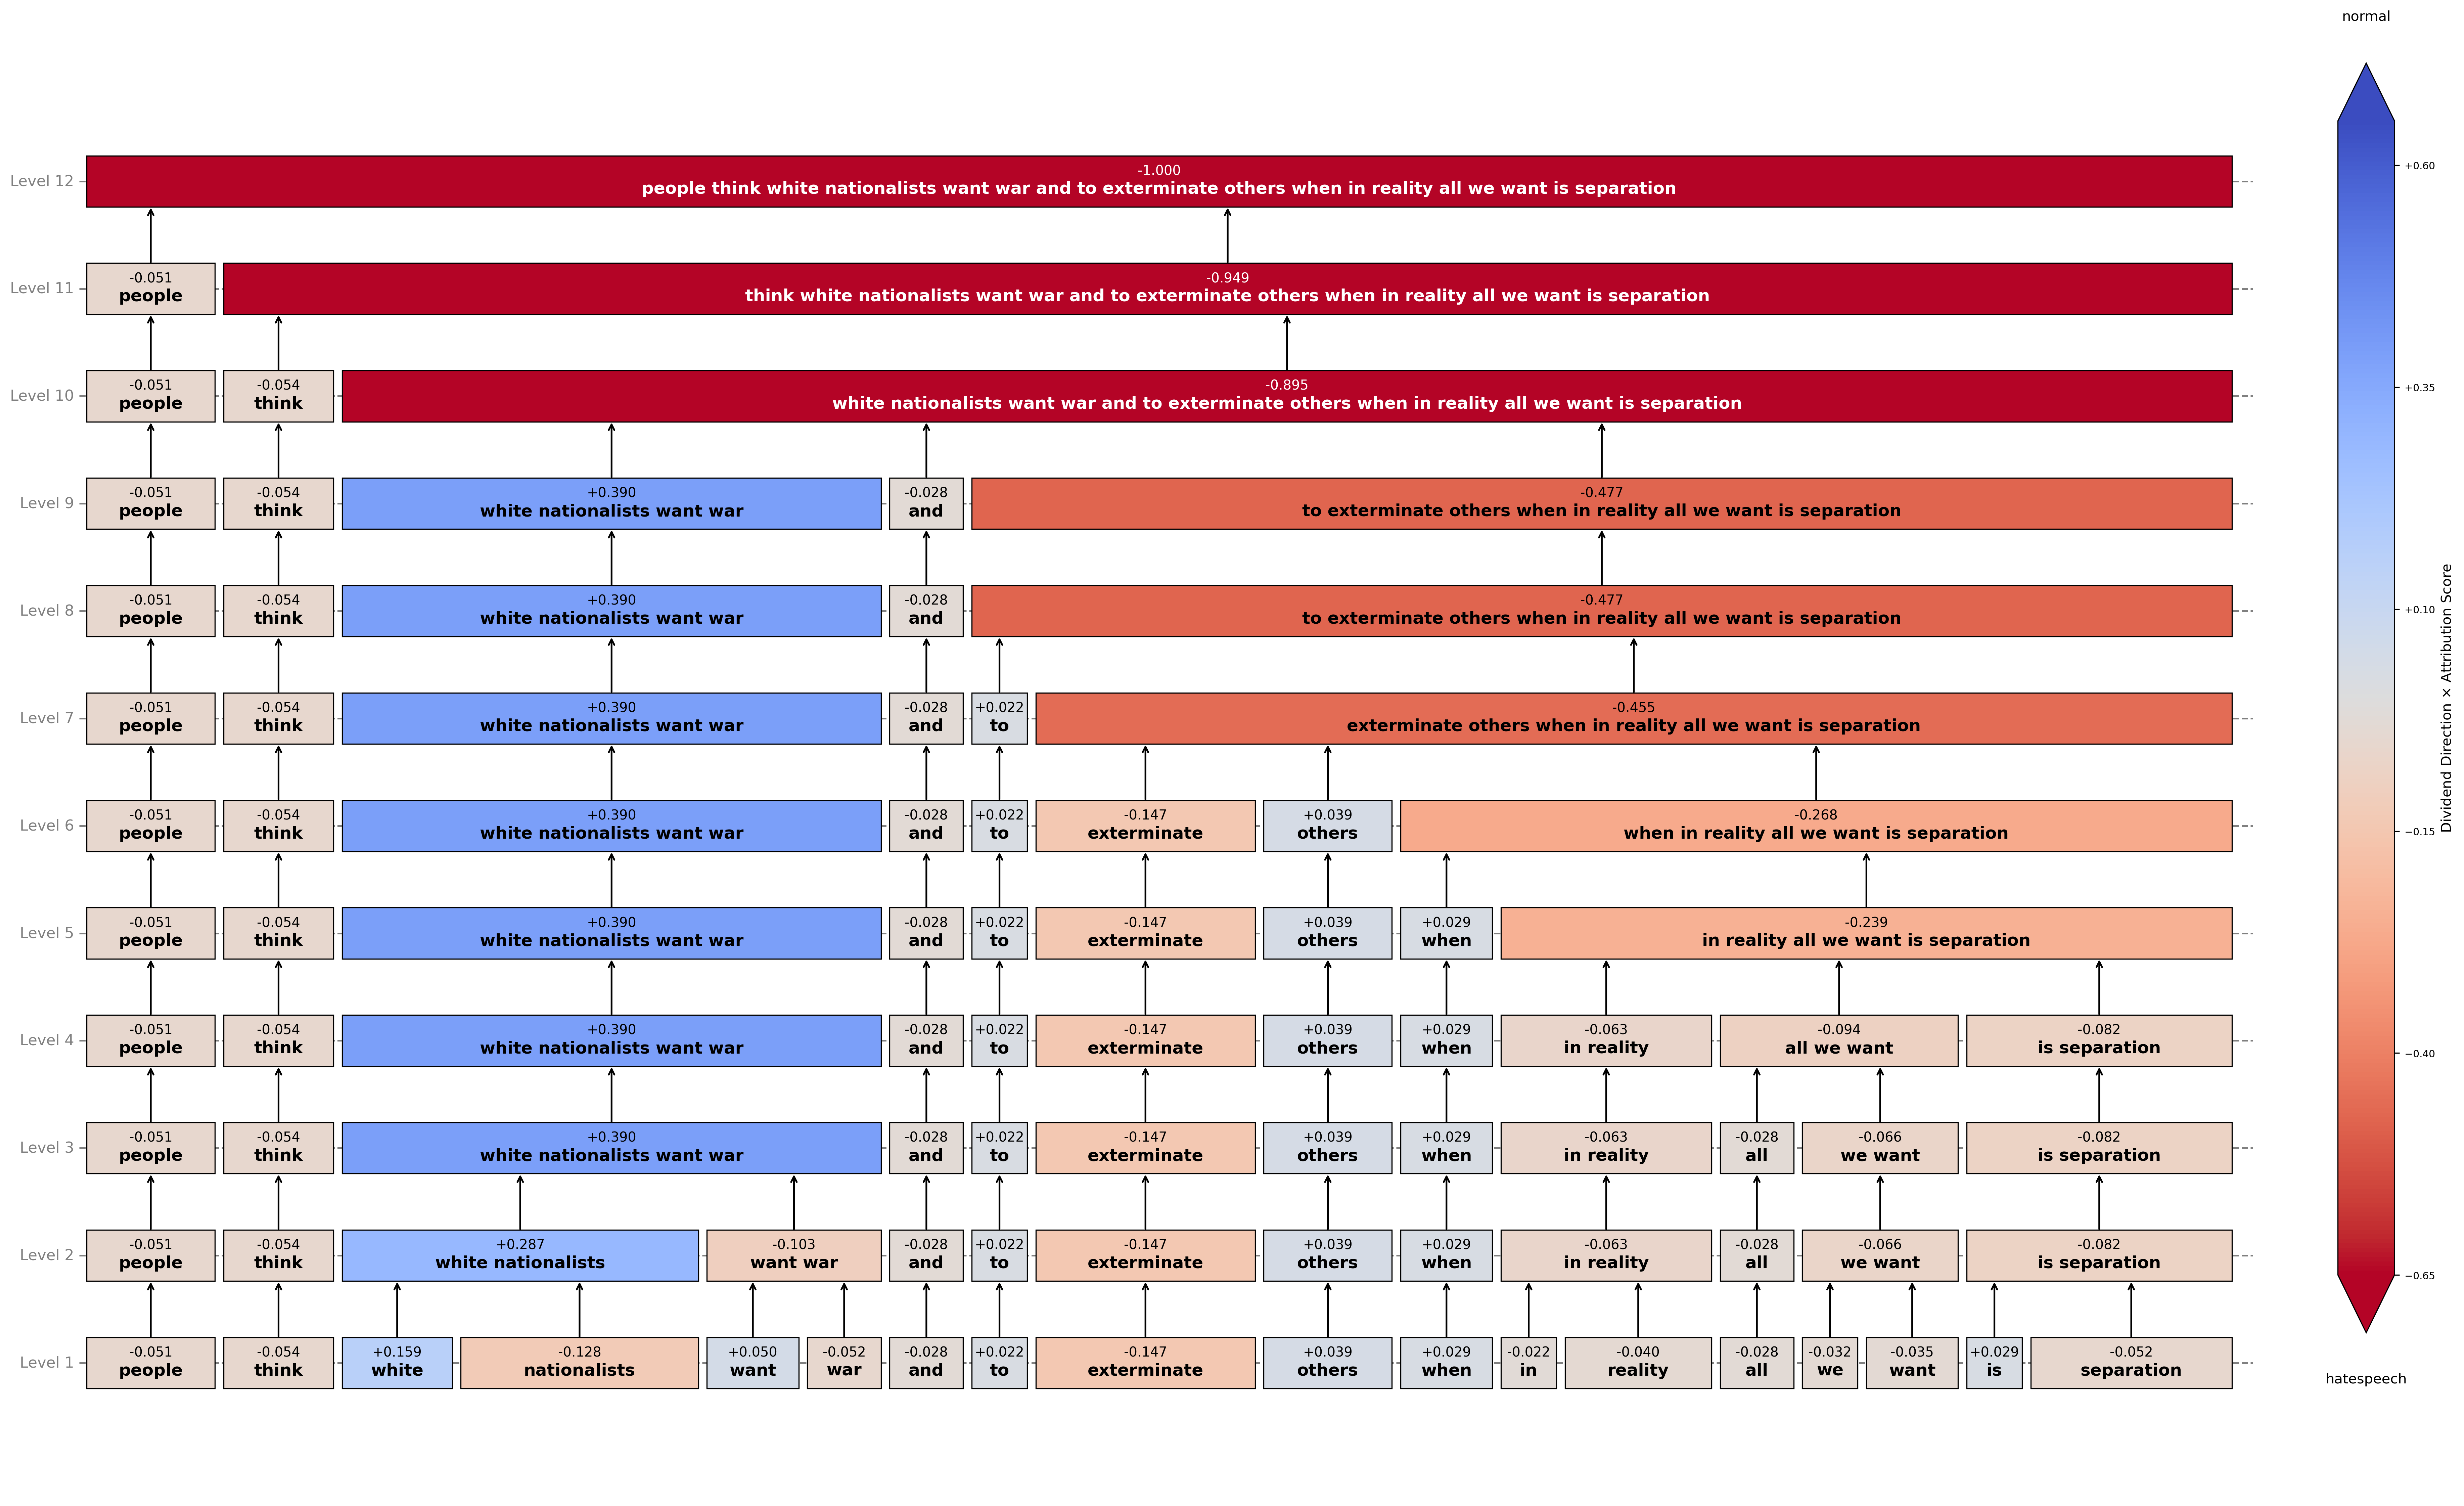 normal
Level 12
-1.000
people think white nationalists want war and to exterminate others when in reality all we want is separation
Level 11
-0.051 -0.949
people think white nationalists want war and to exterminate others when in reality all we want is separation
Level 10
-0.051 -0.054 -0.895
people think white nationalists want war and to exterminate others when in reality all we want is separation
Level 9
-0.051 -0.054 +0.390 -0.028 -0.477
people think white nationalists want war and to exterminate others when in reality all we want is separation
Level 8
-0.051 -0.054 +0.390 -0.028 -0.477
people think white nationalists want war and to exterminate others when in reality all we want is separation
Level 7
-0.051 -0.054 +0.390 -0.028 +0.022 -0.455
people think white nationalists want war and to exterminate others when in reality all we want is separation
Level 6
-0.051 -0.054 +0.390 -0.028 +0.022 -0.147 +0.039 -0.268
people think white nationalists want war and to exterminate others when in reality all we want is separation
Level 5
-0.051 -0.054 +0.390 -0.028 +0.022 -0.147 +0.039 +0.029 -0.239
people think white nationalists want war and to exterminate others when in reality all we want is separation
Level 4
-0.051 -0.054 +0.390 -0.028 +0.022 -0.147 +0.039 +0.029 -0.063 -0.094 -0.082
people think white nationalists want war and to exterminate others when in reality all we want is separation
Level 3
-0.051 -0.054 +0.390 -0.028 +0.022 -0.147 +0.039 +0.029 -0.063 -0.028 -0.066 -0.082
people think white nationalists want war and to exterminate others when in reality all we want is separation
Level 2
-0.051 -0.054 +0.287 -0.103 -0.028 +0.022 -0.147 +0.039 +0.029 -0.063 -0.028 -0.066 -0.082
people think white nationalists want war and to exterminate others when in reality all we want is separation
Level 1
-0.051 -0.054 +0.159 -0.128 +0.050 -0.052 -0.028 +0.022 -0.147 +0.039 +0.029 -0.022 -0.040 -0.028 -0.032 -0.035 +0.029 -0.052
people think white nationalists want war and to exterminate others when in reality all we want is separation
+0.60
+0.35
+0.10
−0.15
−0.40
−0.65
Dividend Direction × Attribution Score
hatespeech